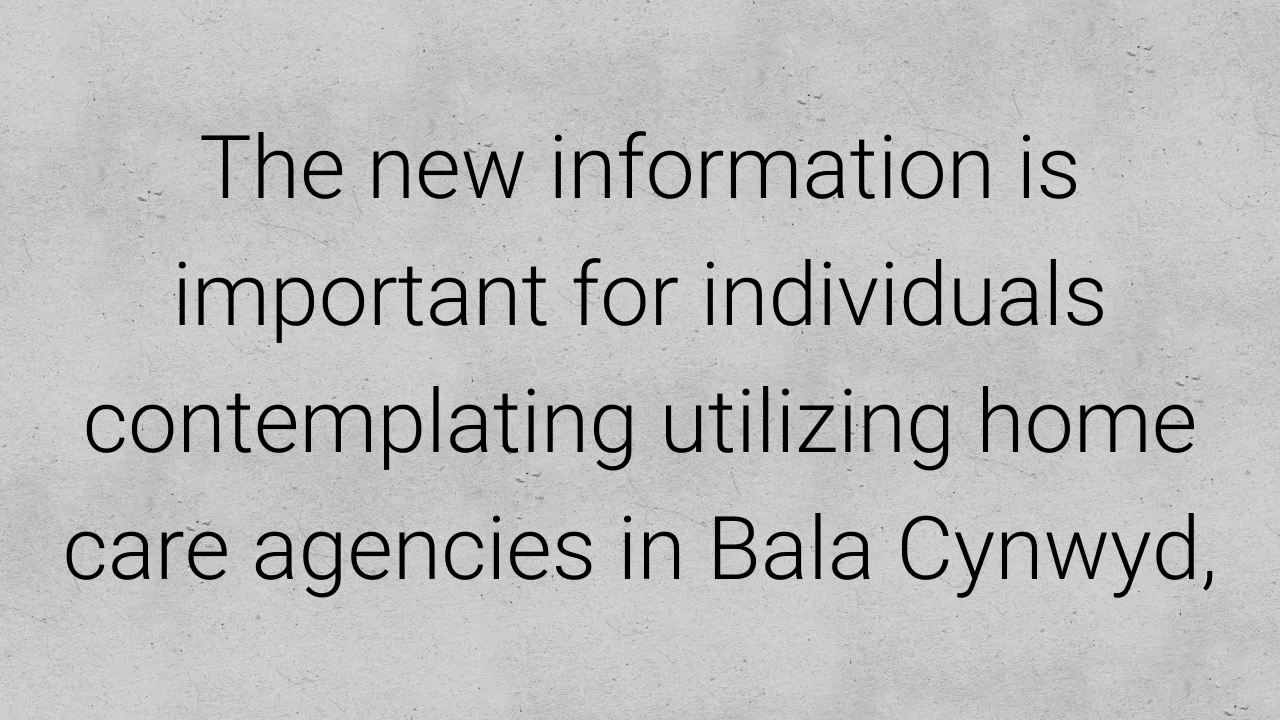 The new information is
important for individuals
contemplating utilizing home
care agencies in Bala Cynwyd,